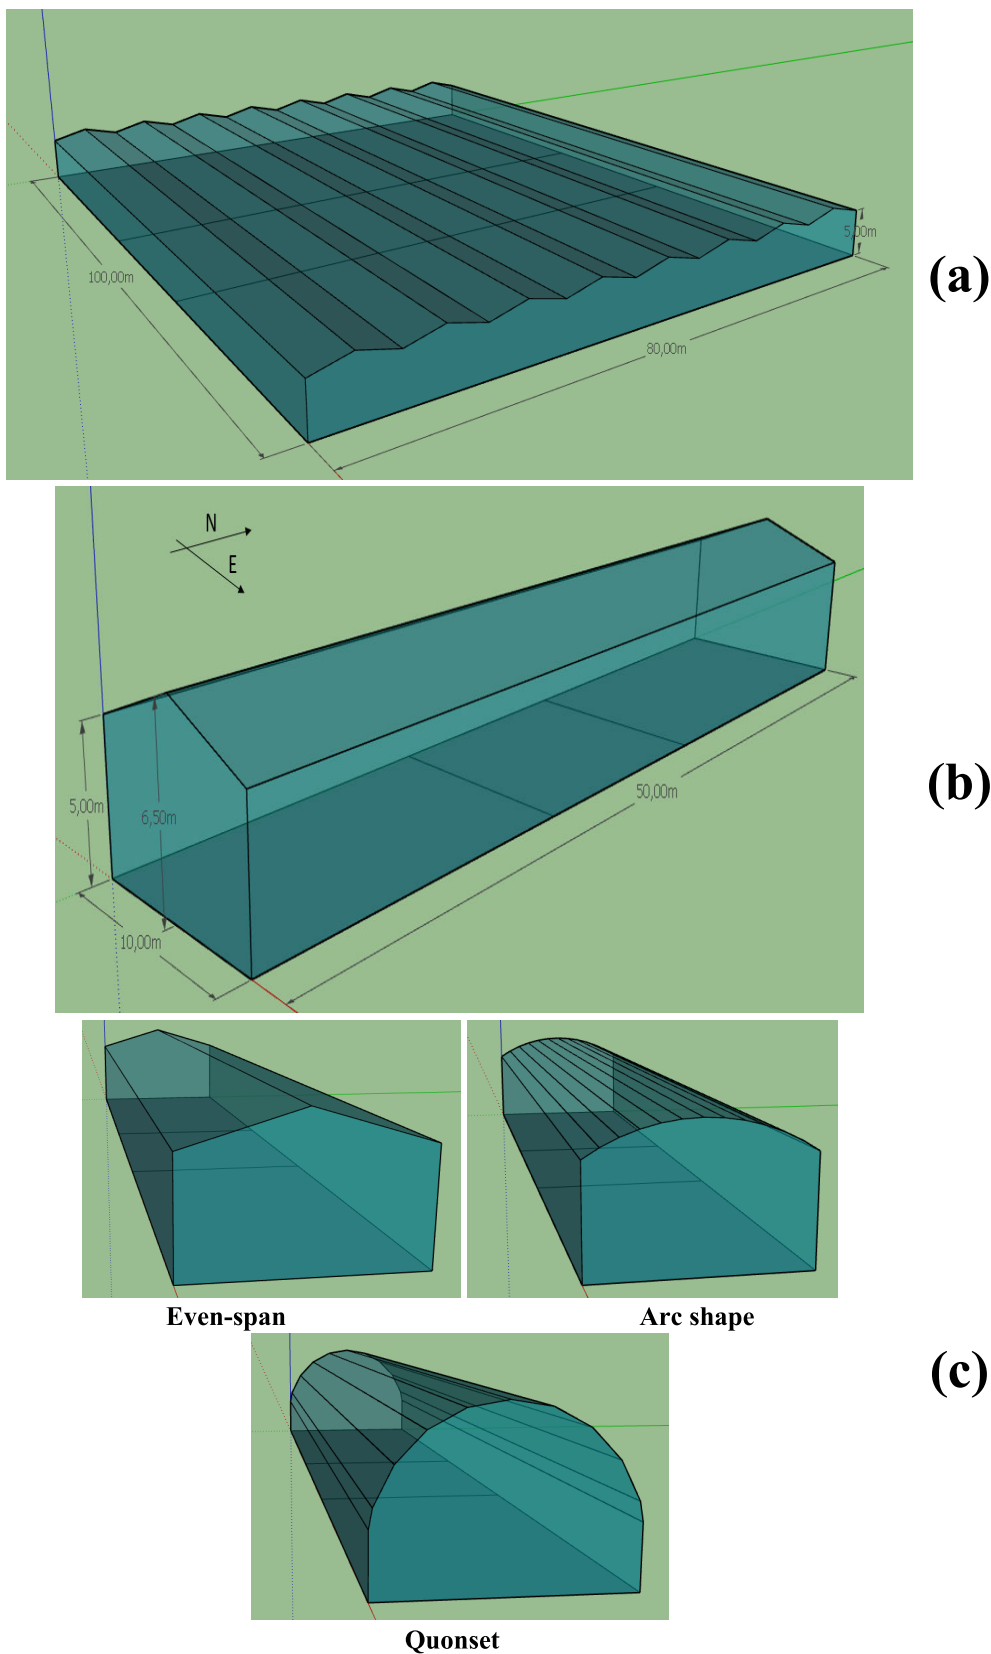 100,00m
5,00m
80,00m
(a)
N
E
5,00m
6,50m
10,00m
50,00m
(b)
Even-span
Arc shape
(c)
Quonset